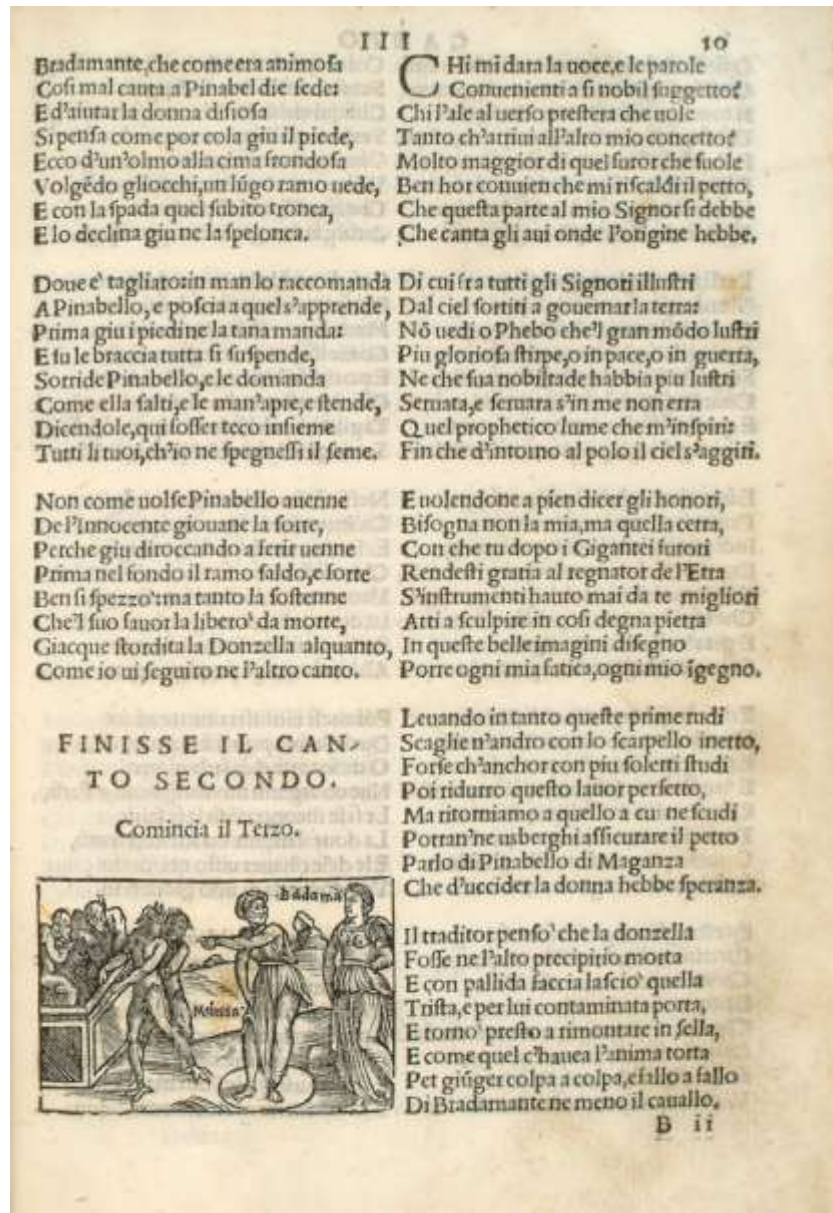 III 10
Bradamante,che come era animosa
Cosi mal canta a Pinabel die fede:
E d'aiutar la donna disiosa
Si pensa come por cola giu il piede,
Ecco d'un'olmo alla cima frondosa
Volgẽdo gliocchi,un lũgo ramo uede,
E con la spada quel subito tronca,
E lo declina giu ne la spelonca.
Doue e' tagliato:in man lo raccomanda
A Pinabello, e poscia a quel s'apprende,
Prima giu i piedi ne la tana manda:
E su le braccia tutta si suspende,
Sorride Pinabello,e le domanda
Come ella salti,e le man'apre,e stende,
Dicendole,qui fosser teco insieme
Tutti li tuoi,ch'io ne spegnessi il seme.
Non come uolse Pinabello auenne
De l'Innocente giouane la sorte,
Perche giu diroccando a ferir uenne
Prima nel fondo il ramo saldo,e forte
Ben si spezzo':ma tanto la sostenne
Che'l suo fauor la libero' da morte,
Giacque stordita la Donzella alquanto,
Come io ui seguiro ne l'altro canto.
FINISSE IL CAN-
TO SECONDO.
Comincia il Terzo.
Badama
Melissa
CHi mi dara la uoce,e le parole
Conuenienti a si nobil suggetto?
Chi l'ale al uerso prestera che uole
Tanto ch'arriui all'alto mio concetto?
Molto maggior di quel furor che suole
Ben hor conuien che mi riscaldi il petto,
Che questa parte al mio Signor si debbe
Che canta gli aui onde l'origine hebbe.
Di cui fra tutti gli Signori illustri
Dal ciel sortiti a gouernar la terra:
Nõ uedi o Phebo che'l gran mõdo lustri
Piu gloriosa stirpe,o in pace,o in guerra,
Ne che sua nobiltade habbia piu lustri
Seruata,e seruara s'in me non erra
Quel prophetico lume che m'inspiri:
Fin che d'intorno al polo il ciel s'aggiri.
E uolendone a pien dicer gli honori,
Bisogna non la mia,ma quella cetra,
Con che tu dopo i Gigantei furori
Rendesti gratia al regnator de l'Etra
S'instrumenti hauro mai da te migliori
Atti a sculpire in cosi degna pietra
In queste belle imagini disegno
Porre ogni mia fatica,ogni mio ĩgegno.
Leuando in tanto queste prime rudi
Scaglie n'andro con lo scarpello inetto,
Forse ch'anchor con piu solerti studi
Poi ridurro questo lauor perfetto,
Ma ritorniamo a quello a cui ne scudi
Potran'ne usberghi assicurare il petto
Parlo di Pinabello di Maganza
Che d'uccider la donna hebbe speranza.
Il traditor penso' che la donzella
Fosse ne l'alto precipitio morta
E con pallida faccia lascio' quella
Trista,e per lui contaminata porta,
E torno' presto a rimontare in sella,
E come quel c'hauea l'anima torta
Per giũger colpa a colpa,e fallo a fallo
Di Bradamante ne meno il cauallo.
B ii